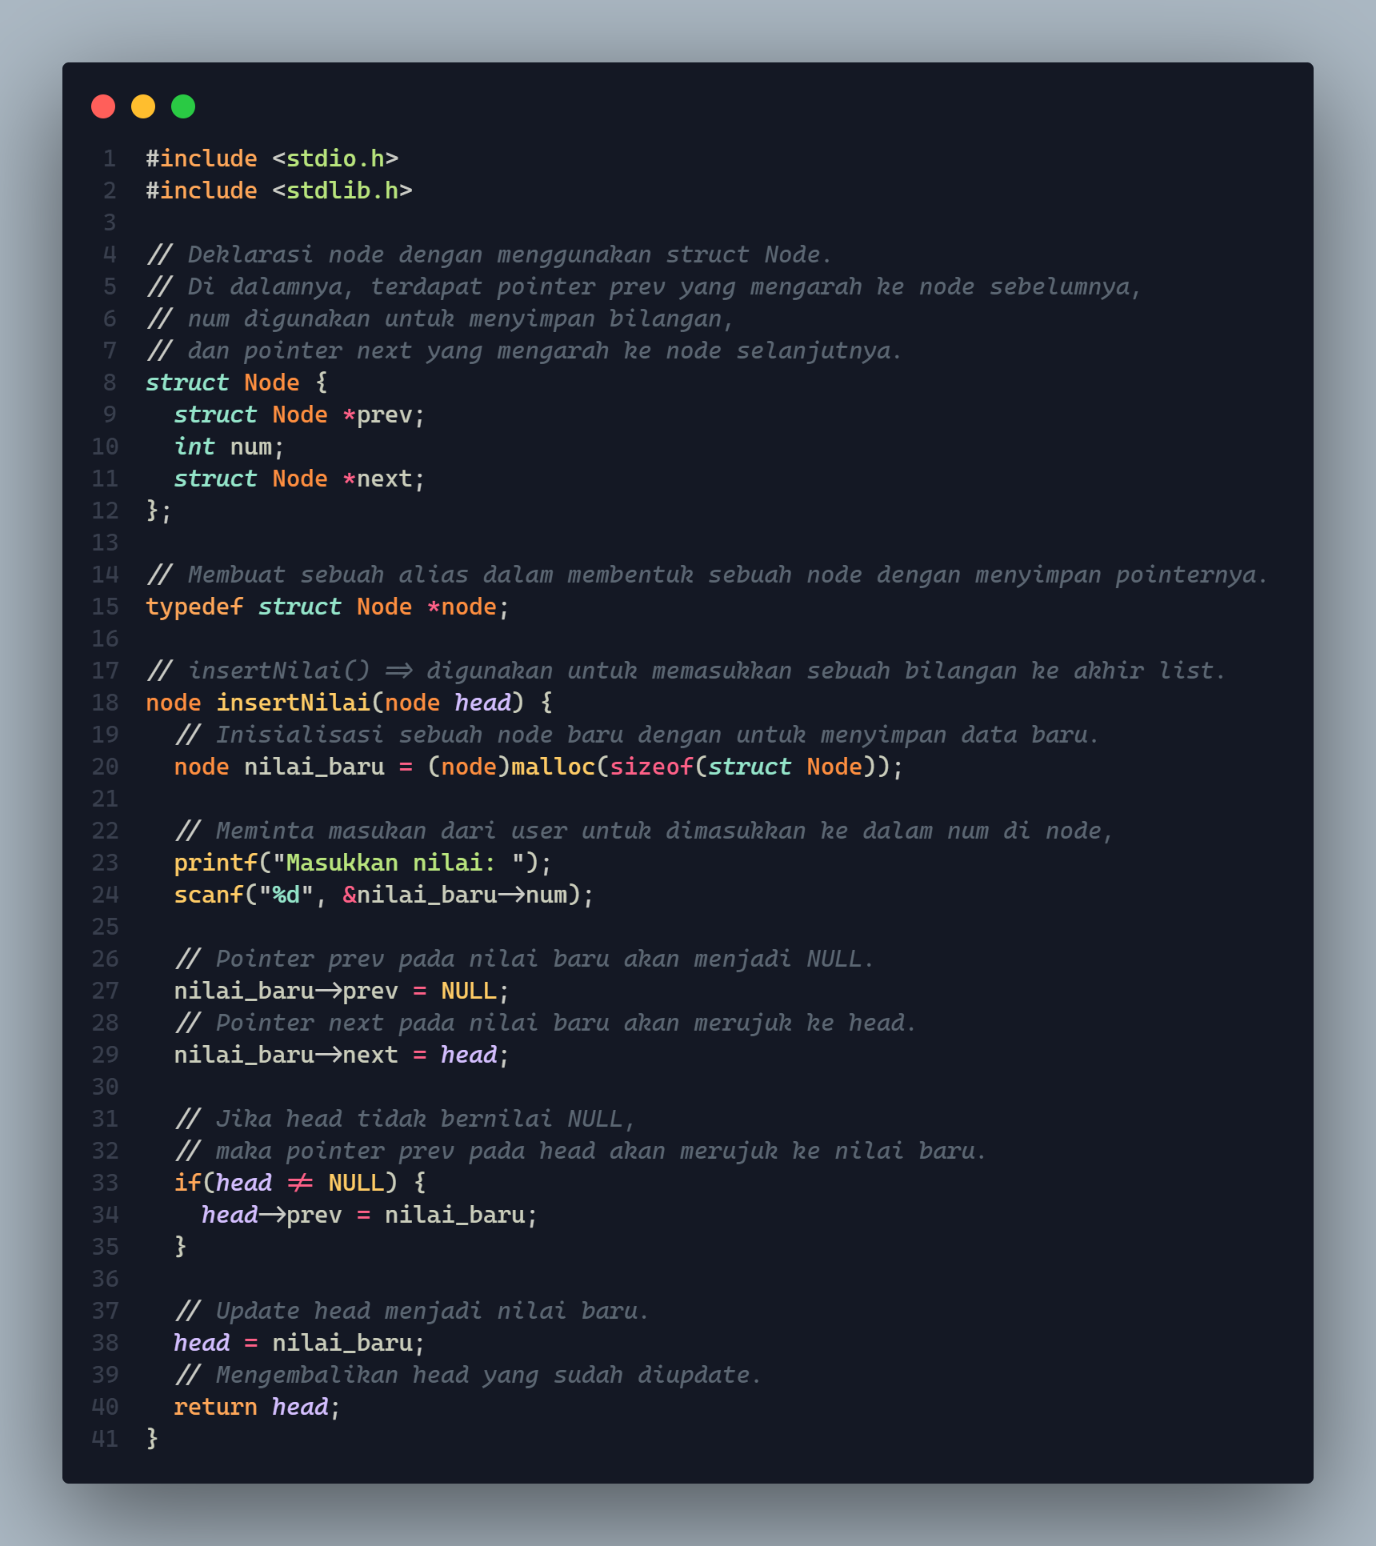 1 #include <stdio.h>
2 #include <stdlib.h>
3
4 // Deklarasi node dengan menggunakan struct Node.
5 // Di dalamnya, terdapat pointer prev yang mengarah ke node sebelumnya,
6 // num digunakan untuk menyimpan bilangan,
7 // dan pointer next yang mengarah ke node selanjutnya.
8 struct Node {
9   struct Node *prev;
10   int num;
11   struct Node *next;
12 };
13
14 // Membuat sebuah alias dalam membentuk sebuah node dengan menyimpan pointernya.
15 typedef struct Node *node;
16
17 // insertNilai() => digunakan untuk memasukkan sebuah bilangan ke akhir list.
18 node insertNilai(node head) {
19   // Inisialisasi sebuah node baru dengan untuk menyimpan data baru.
20   node nilai_baru = (node)malloc(sizeof(struct Node));
21
22   // Meminta masukan dari user untuk dimasukkan ke dalam num di node,
23   printf("Masukkan nilai: ");
24   scanf("%d", &nilai_baru->num);
25
26   // Pointer prev pada nilai baru akan menjadi NULL.
27   nilai_baru->prev = NULL;
28   // Pointer next pada nilai baru akan merujuk ke head.
29   nilai_baru->next = head;
30
31   // Jika head tidak bernilai NULL,
32   // maka pointer prev pada head akan merujuk ke nilai baru.
33   if(head != NULL) {
34     head->prev = nilai_baru;
35   }
36
37   // Update head menjadi nilai baru.
38   head = nilai_baru;
39   // Mengembalikan head yang sudah diupdate.
40   return head;
41 }